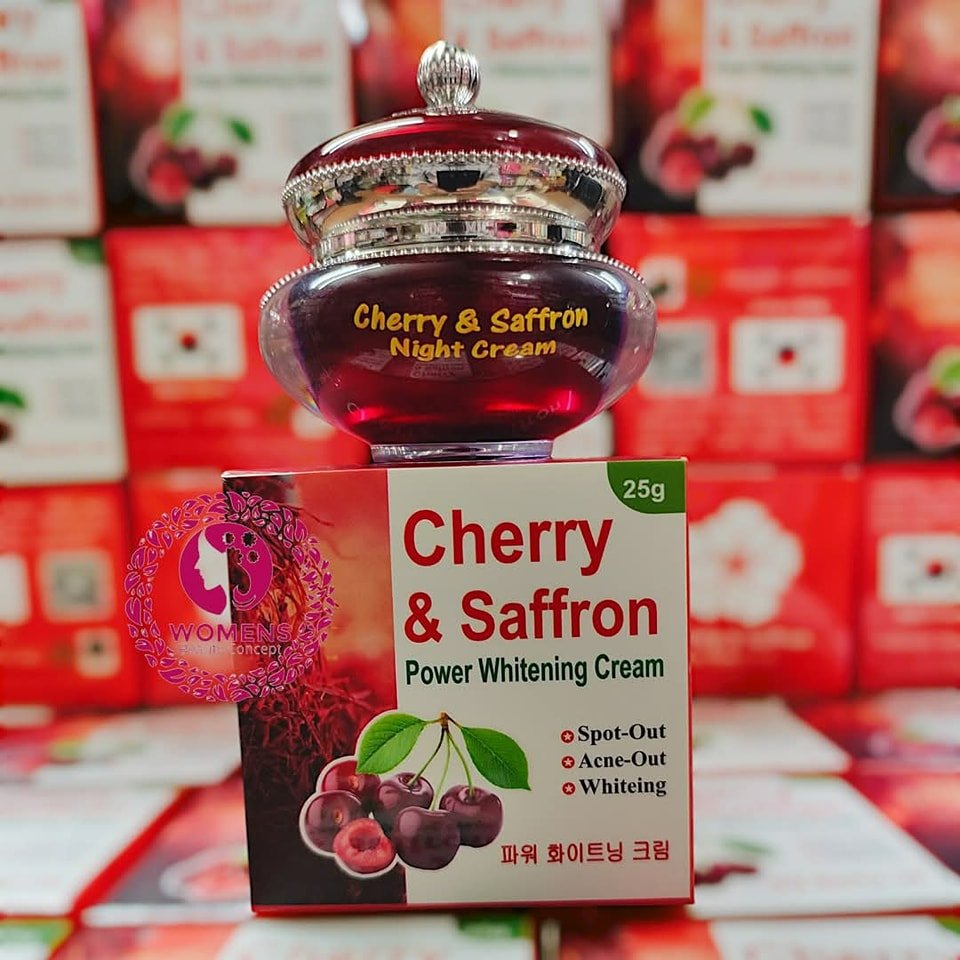 Cherry & Saffron
Night Cream
25g
Cherry
& Saffron
Power Whitening Cream
Spot-Out
Acne-Out
Whiteing
파워 화이트닝 크림
WOMENS
Concept